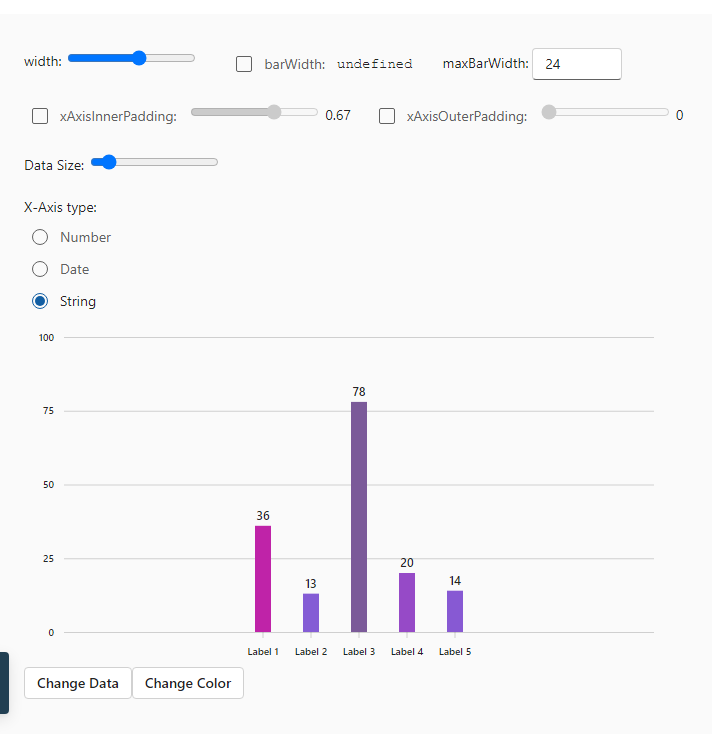 width: barWidth: undefined maxBarWidth: 24
xAxisInnerPadding: 0.67 xAxisOuterPadding: 0
Data Size:
X-Axis type:
Number
Date
String
100
78
75
50
36
25
20
14
13
0
Label 1 Label 2 Label 3 Label 4 Label 5
Change Data Change Color